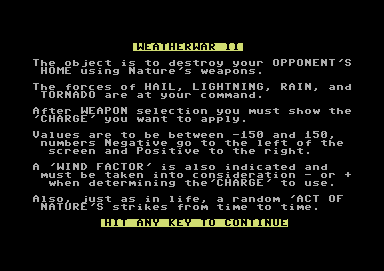 WEATHERWAR II
The object is to destroy your OPPONENT'S
HOME using Nature's weapons.
The forces of HAIL, LIGHTNING, RAIN, and
TORNADO are at your command.
After WEAPON selection you must show the
'CHARGE' you want to apply.
Values are to be between -150 and 150,
numbers Negative go to the left of the
screen and Positive to the right.
A 'WIND FACTOR' is also indicated and
must be taken into consideration - or +
when determining the'CHARGE' to use.
Also, just as in life, a random 'ACT OF
NATURE'S strikes from time to time.
HIT ANY KEY TO CONTINUE